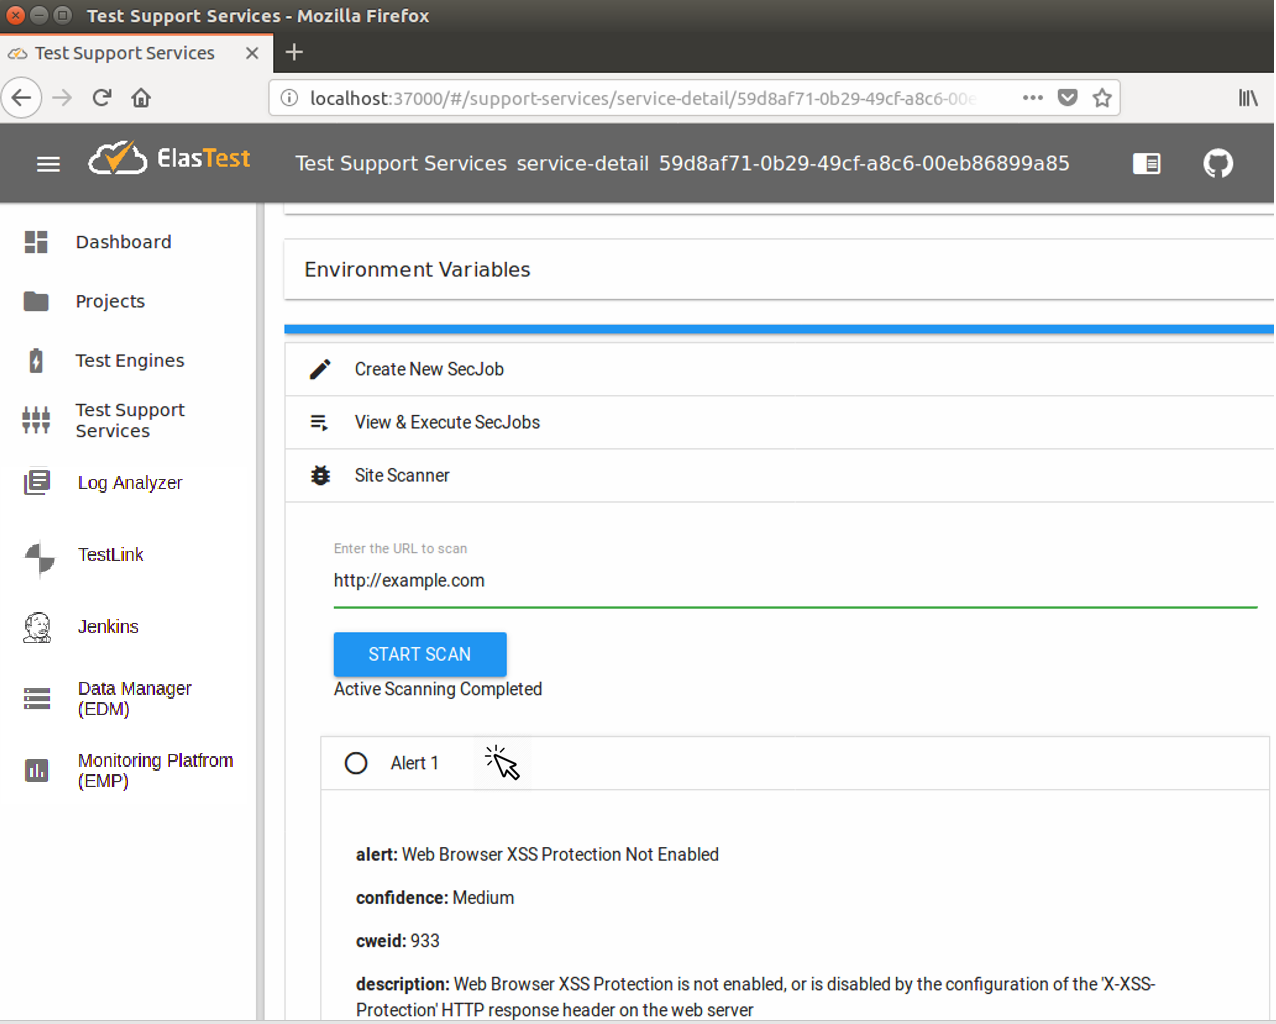 Test Support Services - Mozilla Firefox
Test Support Services
localhost:37000/#/support-services/service-detail/59d8af71-0b29-49cf-a8c6-00e
ElasTest
Test Support Services service-detail 59d8af71-0b29-49cf-a8c6-00eb86899a85
Dashboard
Projects
Test Engines
Test Support
Services
Log Analyzer
TestLink
Jenkins
Data Manager
(EDM)
Monitoring Platfrom
(EMP)
Environment Variables
Create New SecJob
View & Execute SecJobs
Site Scanner
Enter the URL to scan
http://example.com
START SCAN
Active Scanning Completed
Alert 1
alert: Web Browser XSS Protection Not Enabled
confidence: Medium
cweid: 933
description: Web Browser XSS Protection is not enabled, or is disabled by the configuration of the 'X-XSS-
Protection' HTTP response header on the web server